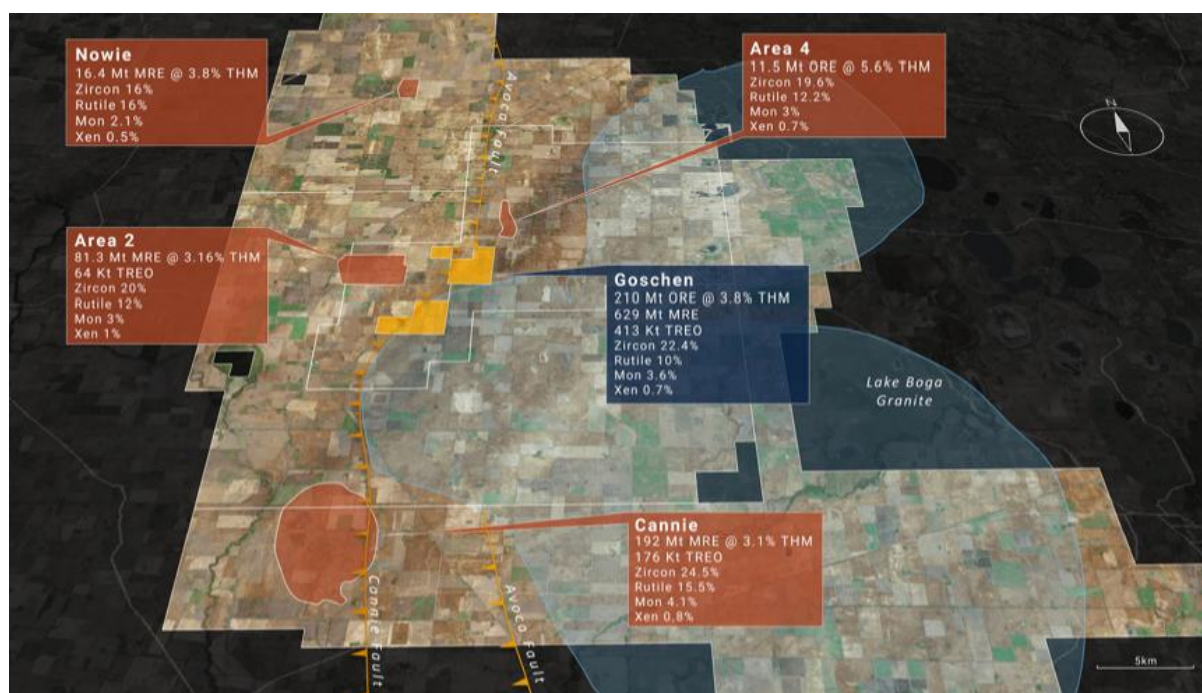 Nowie
16.4 Mt MRE @ 3.8% THM
Zircon 16%
Rutile 16%
Mon 2.1%
Xen 0.5%
Area 4
11.5 Mt ORE @ 5.6% THM
Zircon 19.6%
Rutile 12.2%
Mon 3%
Xen 0.7%
N
Avoca Fault
Area 2
81.3 Mt MRE @ 3.16% THM
64 Kt TREO
Zircon 20%
Rutile 12%
Mon 3%
Xen 1%
Goschen
210 Mt ORE @ 3.8% THM
629 Mt MRE
413 Kt TREO
Zircon 22.4%
Rutile 10%
Mon 3.6%
Xen 0.7%
Lake Boga
Granite
Cannie
192 Mt MRE @ 3.1% THM
176 Kt TREO
Zircon 24.5%
Rutile 15.5%
Mon 4.1%
Xen 0.8%
Cannie Fault
Avoca Fault
5km